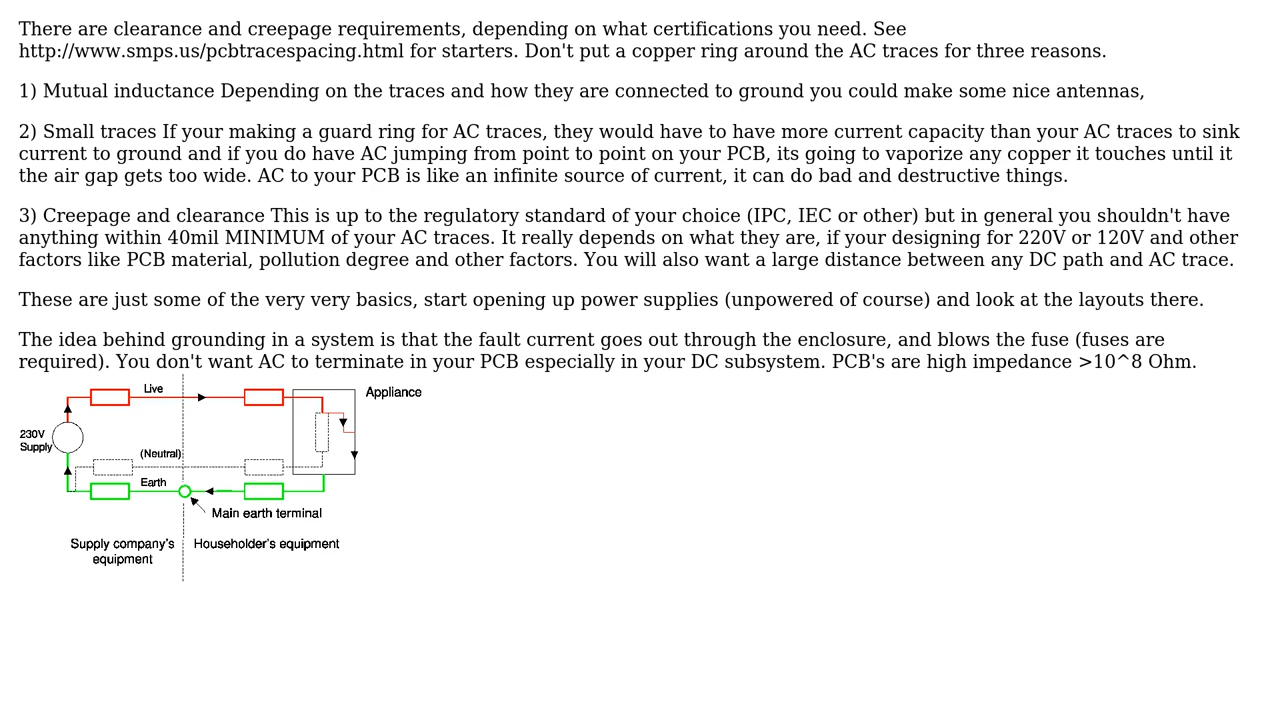 There are clearance and creepage requirements, depending on what certifications you need. See
http://www.smps.us/pcbtracespacing.html for starters. Don't put a copper ring around the AC traces for three reasons.
1) Mutual inductance Depending on the traces and how they are connected to ground you could make some nice antennas,
2) Small traces If your making a guard ring for AC traces, they would have to have more current capacity than your AC traces to sink
current to ground and if you do have AC jumping from point to point on your PCB, its going to vaporize any copper it touches until it
the air gap gets too wide. AC to your PCB is like an infinite source of current, it can do bad and destructive things.
3) Creepage and clearance This is up to the regulatory standard of your choice (IPC, IEC or other) but in general you shouldn't have
anything within 40mil MINIMUM of your AC traces. It really depends on what they are, if your designing for 220V or 120V and other
factors like PCB material, pollution degree and other factors. You will also want a large distance between any DC path and AC trace.
These are just some of the very very basics, start opening up power supplies (unpowered of course) and look at the layouts there.
The idea behind grounding in a system is that the fault current goes out through the enclosure, and blows the fuse (fuses are
required). You don't want AC to terminate in your PCB especially in your DC subsystem. PCB's are high impedance >10^8 Ohm.
Live
Appliance
230V
Supply
(Neutral)
Earth
Main earth terminal
Supply company's
equipment
Householder's equipment